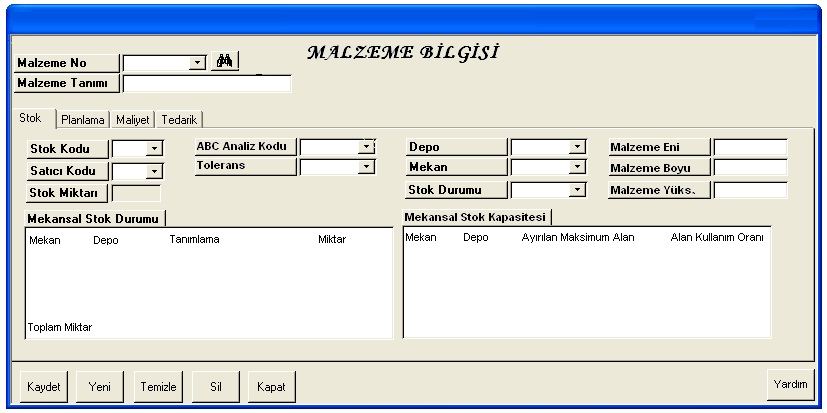 MALZEME BİLGİSİ
Malzeme No
Malzeme Tanımı
Stok Planlama Maliyet Tedarik
Stok Kodu ABC Analiz Kodu Depo Malzeme Eni
Satıcı Kodu Tolerans Mekan Malzeme Boyu
Stok Miktarı Stok Durumu Malzeme Yüks.
Mekansal Stok Durumu Mekansal Stok Kapasitesi
Mekan Depo Tanımlama Miktar Mekan Depo Ayırılan Maksimum Alan Alan Kullanım Oranı
Toplam Miktar
Kaydet Yeni Temizle Sil Kapat Yardım